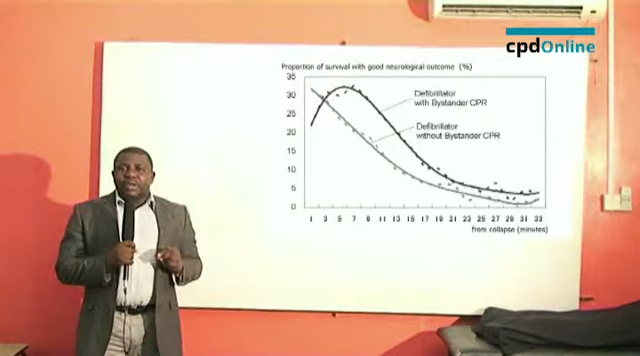 cpdOnline
Proportion of survival with good neurological outcome (%)
35
30
25
20
15
10
5
0
Defibrillator
with Bystander CPR
Defibrillator
without Bystander CPR
1 3 5 7 9 11 13 15 17 19 21 23 25 27 29 31 33
from collapse (minutes)